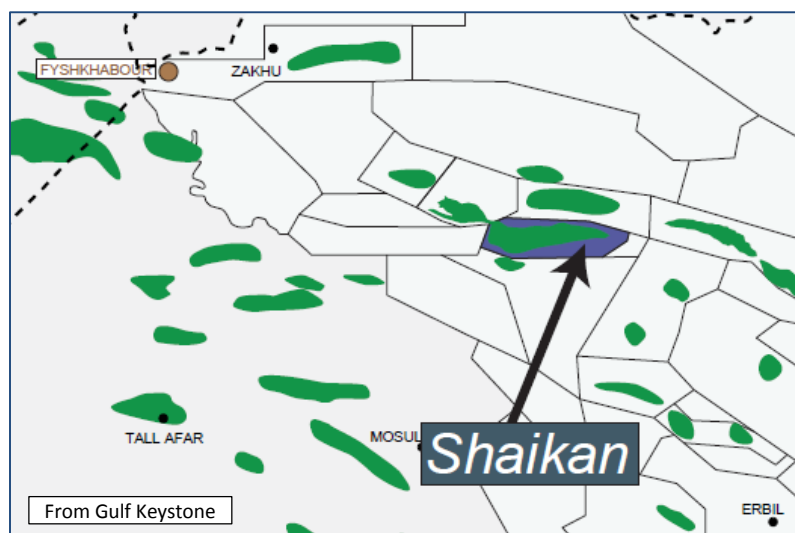 FYSHKHABOUR
ZAKHU
TALL AFAR
MOSUL
Shaikan
From Gulf Keystone
ERBIL